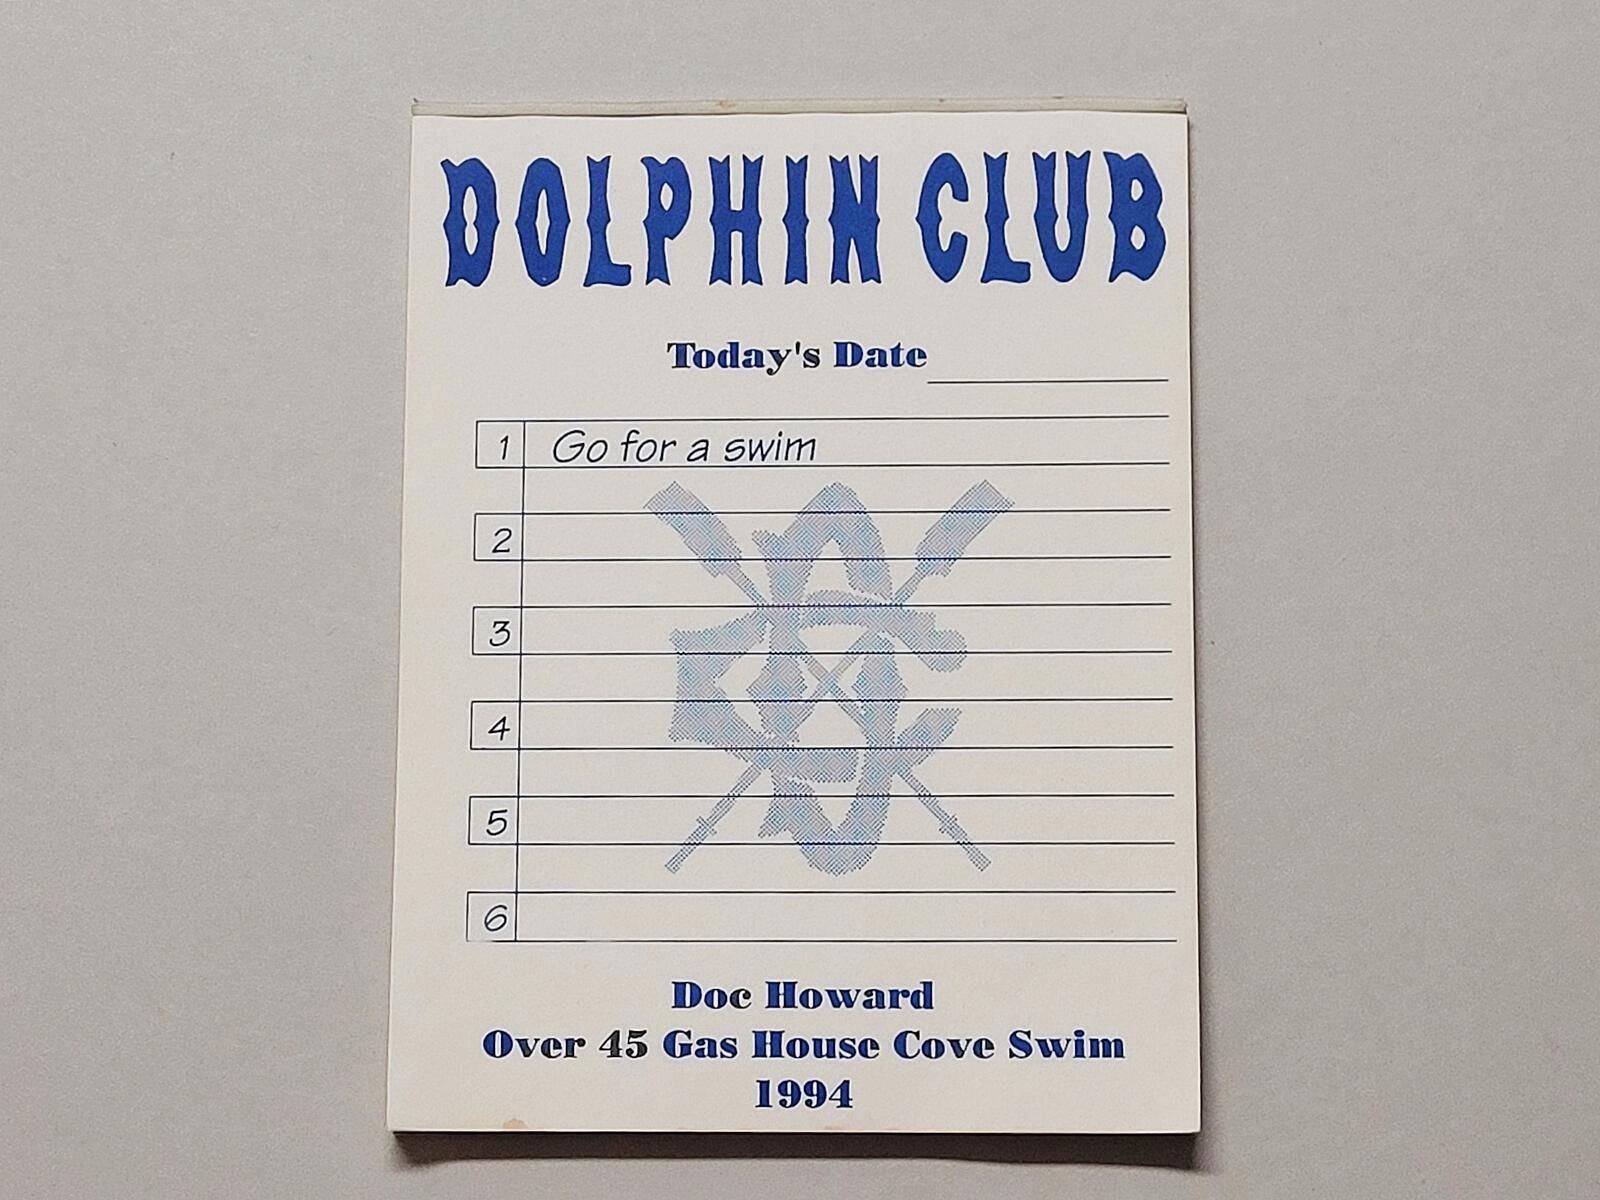 DOLPHIN CLUB
Today's Date
1 Go for a swim
2
3
4
5
6
Doc Howard
Over 45 Gas House Cove Swim
1994